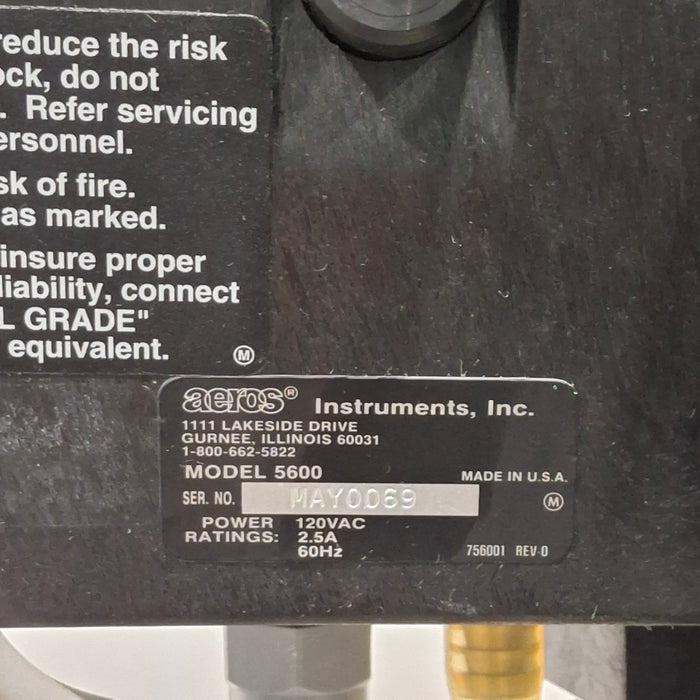 reduce the risk
ock, do not
. Refer servicing
ersonnel.
sk of fire.
as marked.
insure proper
liability, connect
L GRADE"
equivalent.
M
aeros® Instruments, Inc.
1111 LAKESIDE DRIVE
GURNEE, ILLINOIS 60031
1-800-662-5822
MODEL 5600
MADE IN U.S.A.
SER. NO. MAY0069
M
POWER 120VAC
RATINGS: 2.5A
60Hz
756001 REV 0